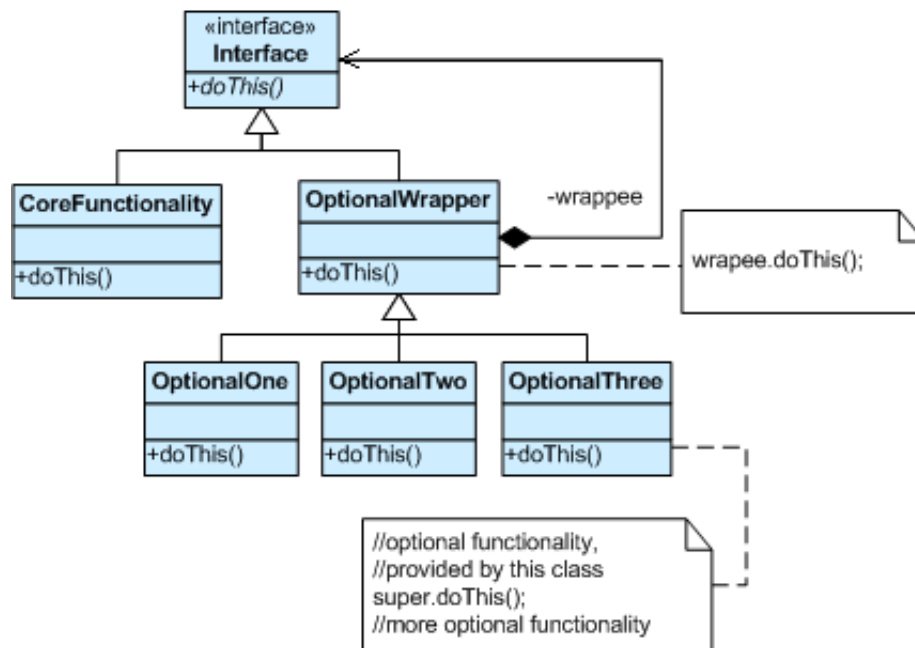 «interface»
Interface
+doThis()
CoreFunctionality
+doThis()
OptionalWrapper
+doThis()
-wrappee
wrapee.doThis();
OptionalOne
+doThis()
OptionalTwo
+doThis()
OptionalThree
+doThis()
//optional functionality,
//provided by this class
super.doThis();
//more optional functionality